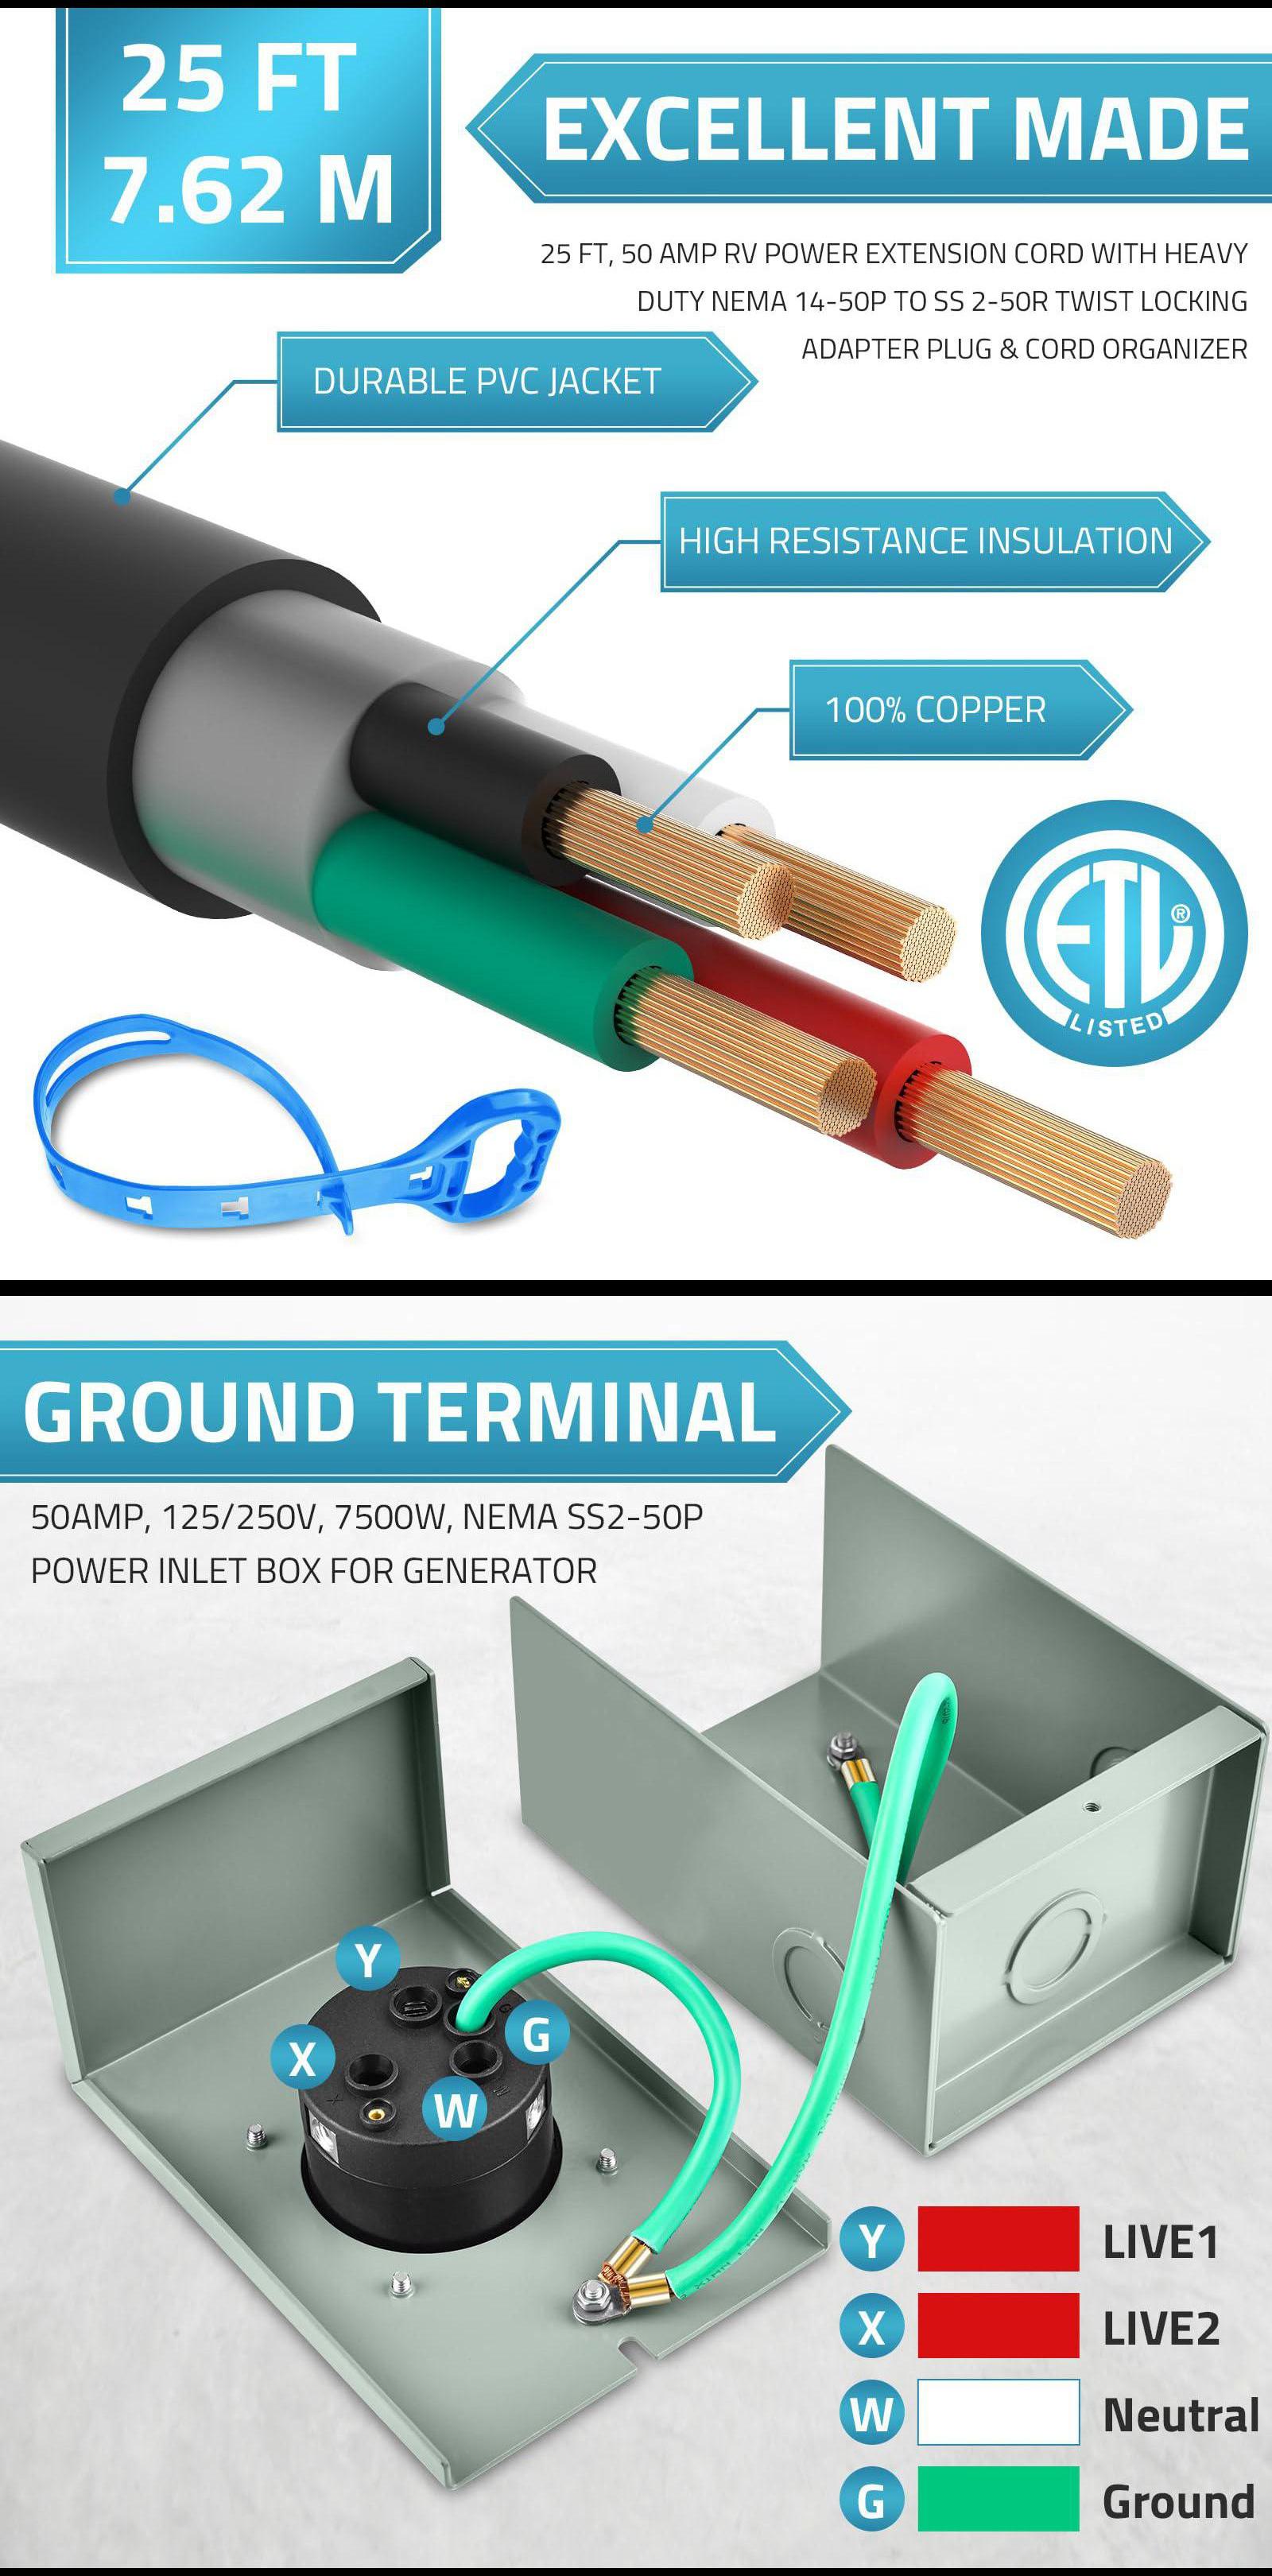 25 FT
7.62 M
EXCELLENT MADE
25 FT, 50 AMP RV POWER EXTENSION CORD WITH HEAVY
DUTY NEMA 14-50P TO SS 2-50R TWIST LOCKING
ADAPTER PLUG & CORD ORGANIZER
DURABLE PVC JACKET
HIGH RESISTANCE INSULATION
100% COPPER
ETL®
LISTED
GROUND TERMINAL
50AMP, 125/250V, 7500W, NEMA SS2-50P
POWER INLET BOX FOR GENERATOR
Y
G
X
W
Y LIVE1
X LIVE2
W Neutral
G Ground